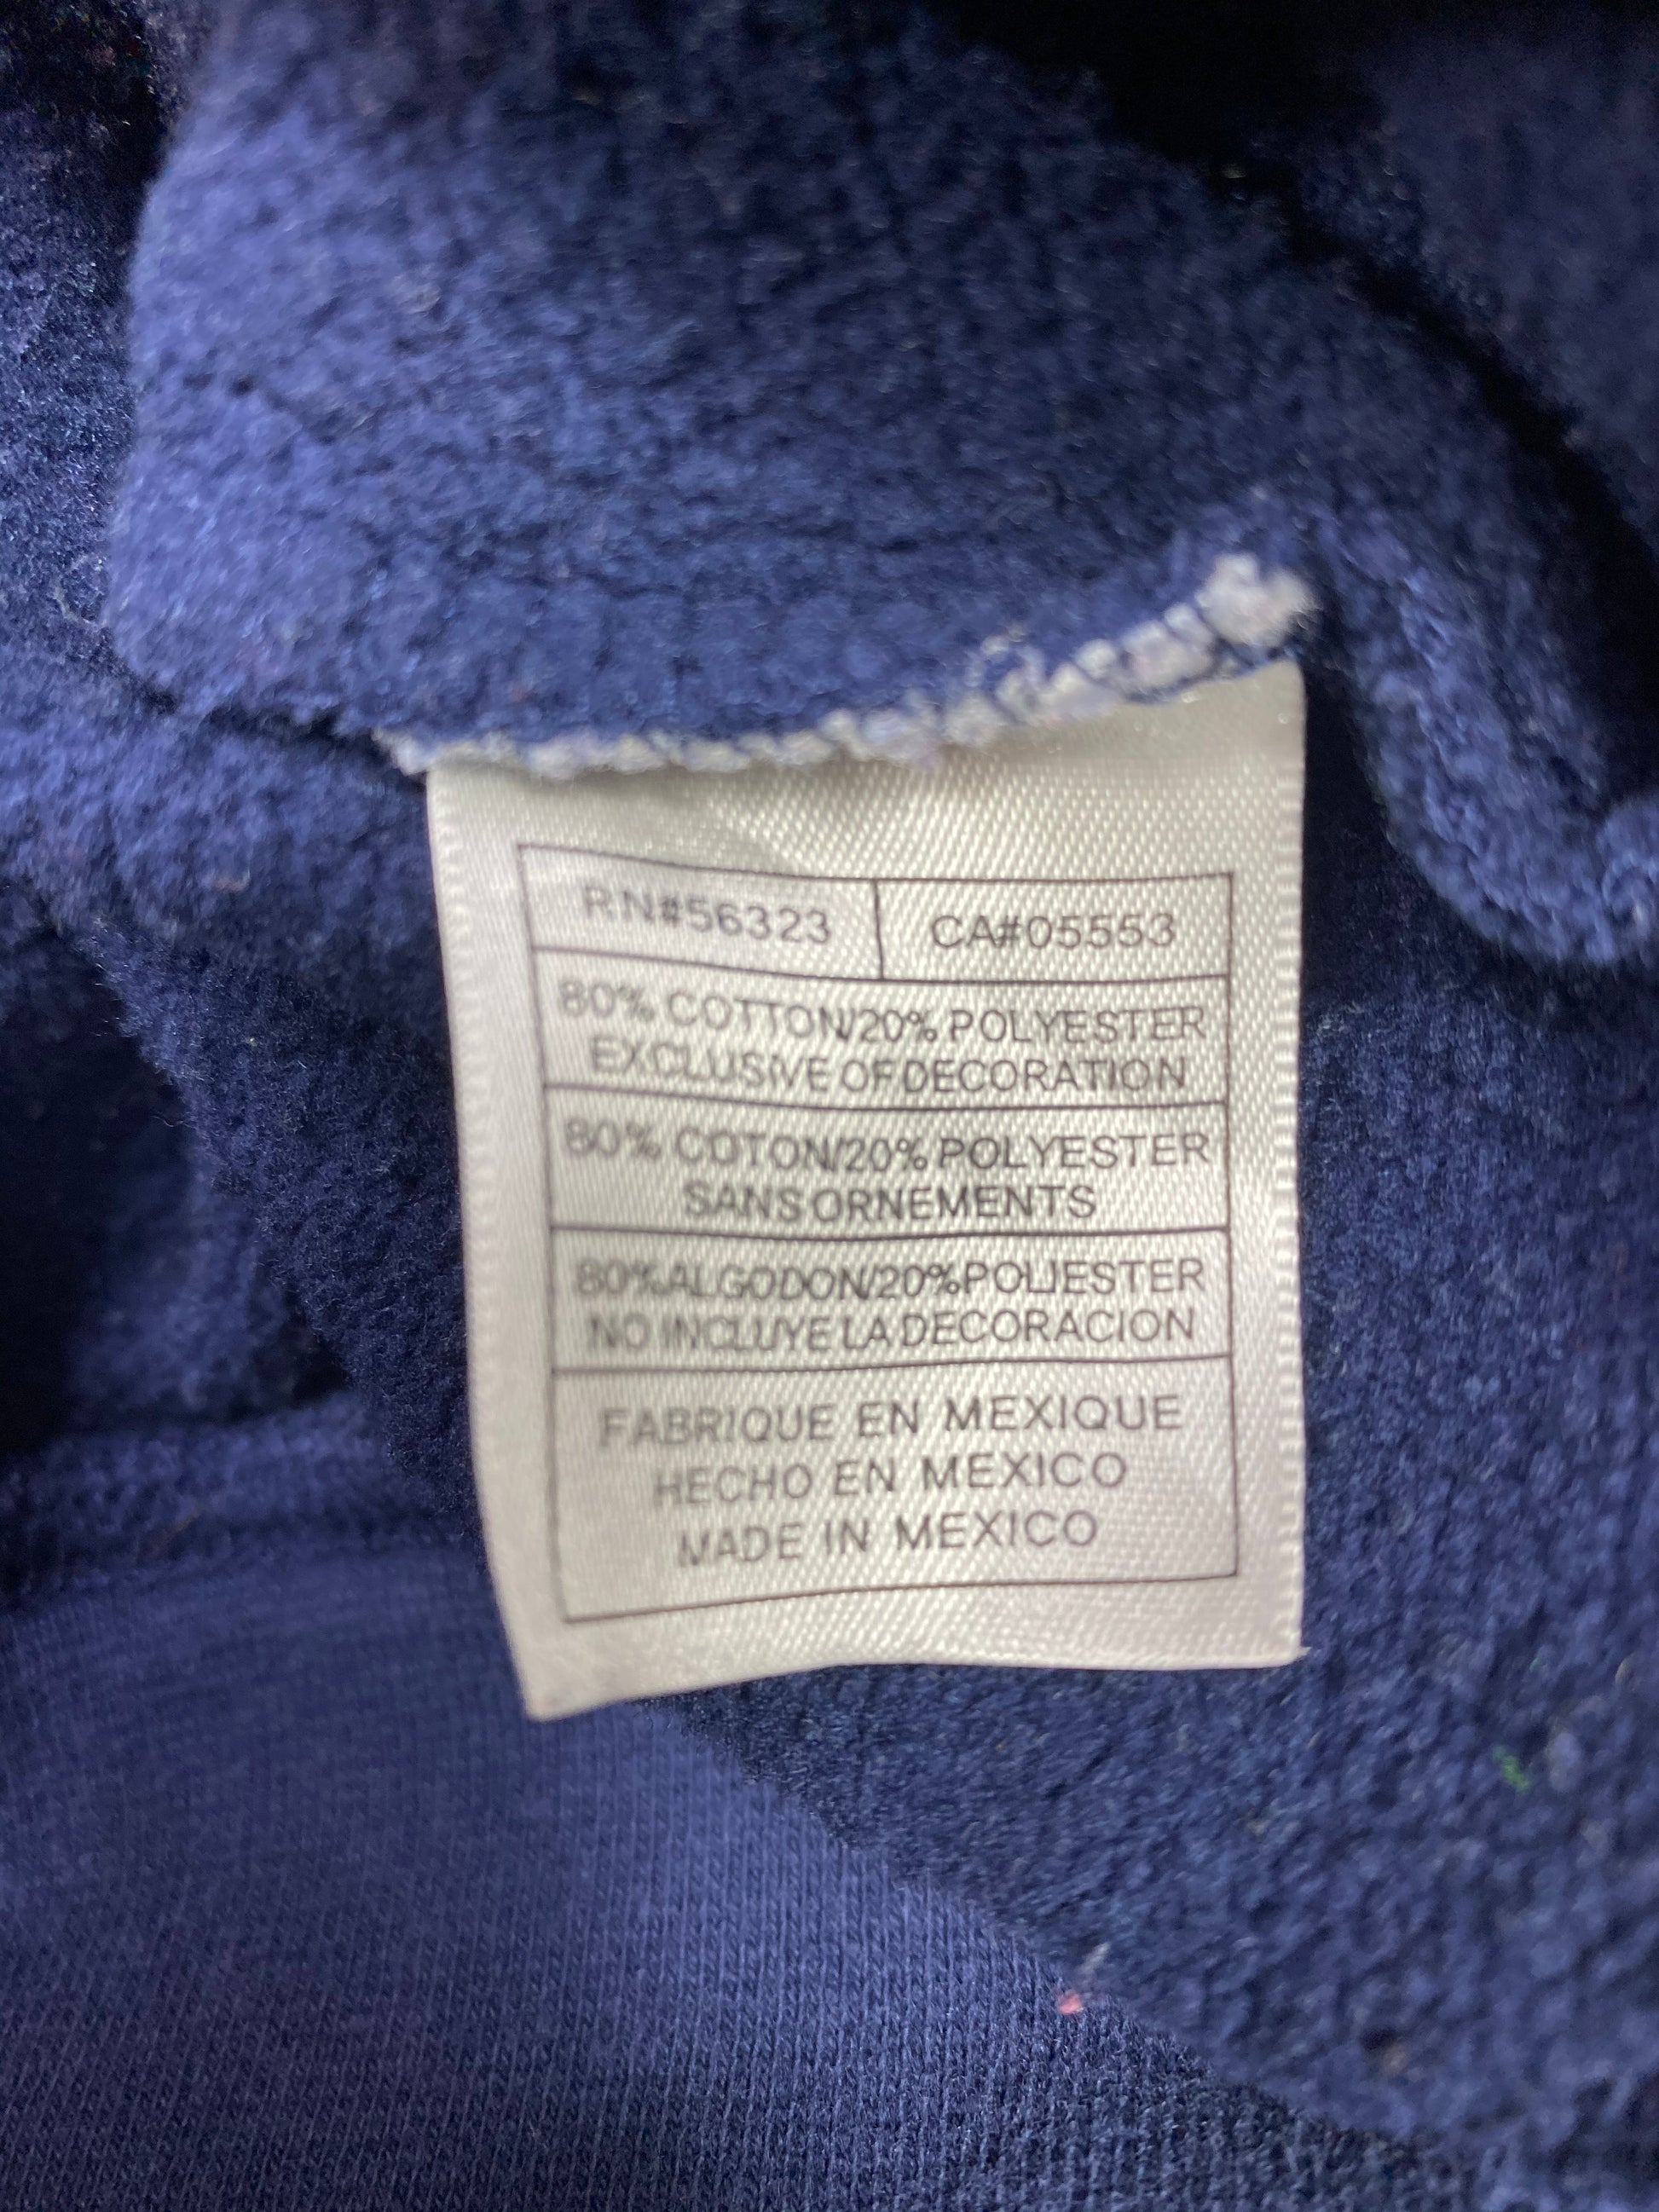 RN#56323 CA#05553
80% COTTON/20% POLYESTER
EXCLUSIVE OF DECORATION
80% COTON/20% POLYESTER
SANS ORNEMENTS
80% ALGODON/20% POLIESTER
NO INCLUYE LA DECORACION
FABRIQUE EN MEXIQUE
HECHO EN MEXICO
MADE IN MEXICO